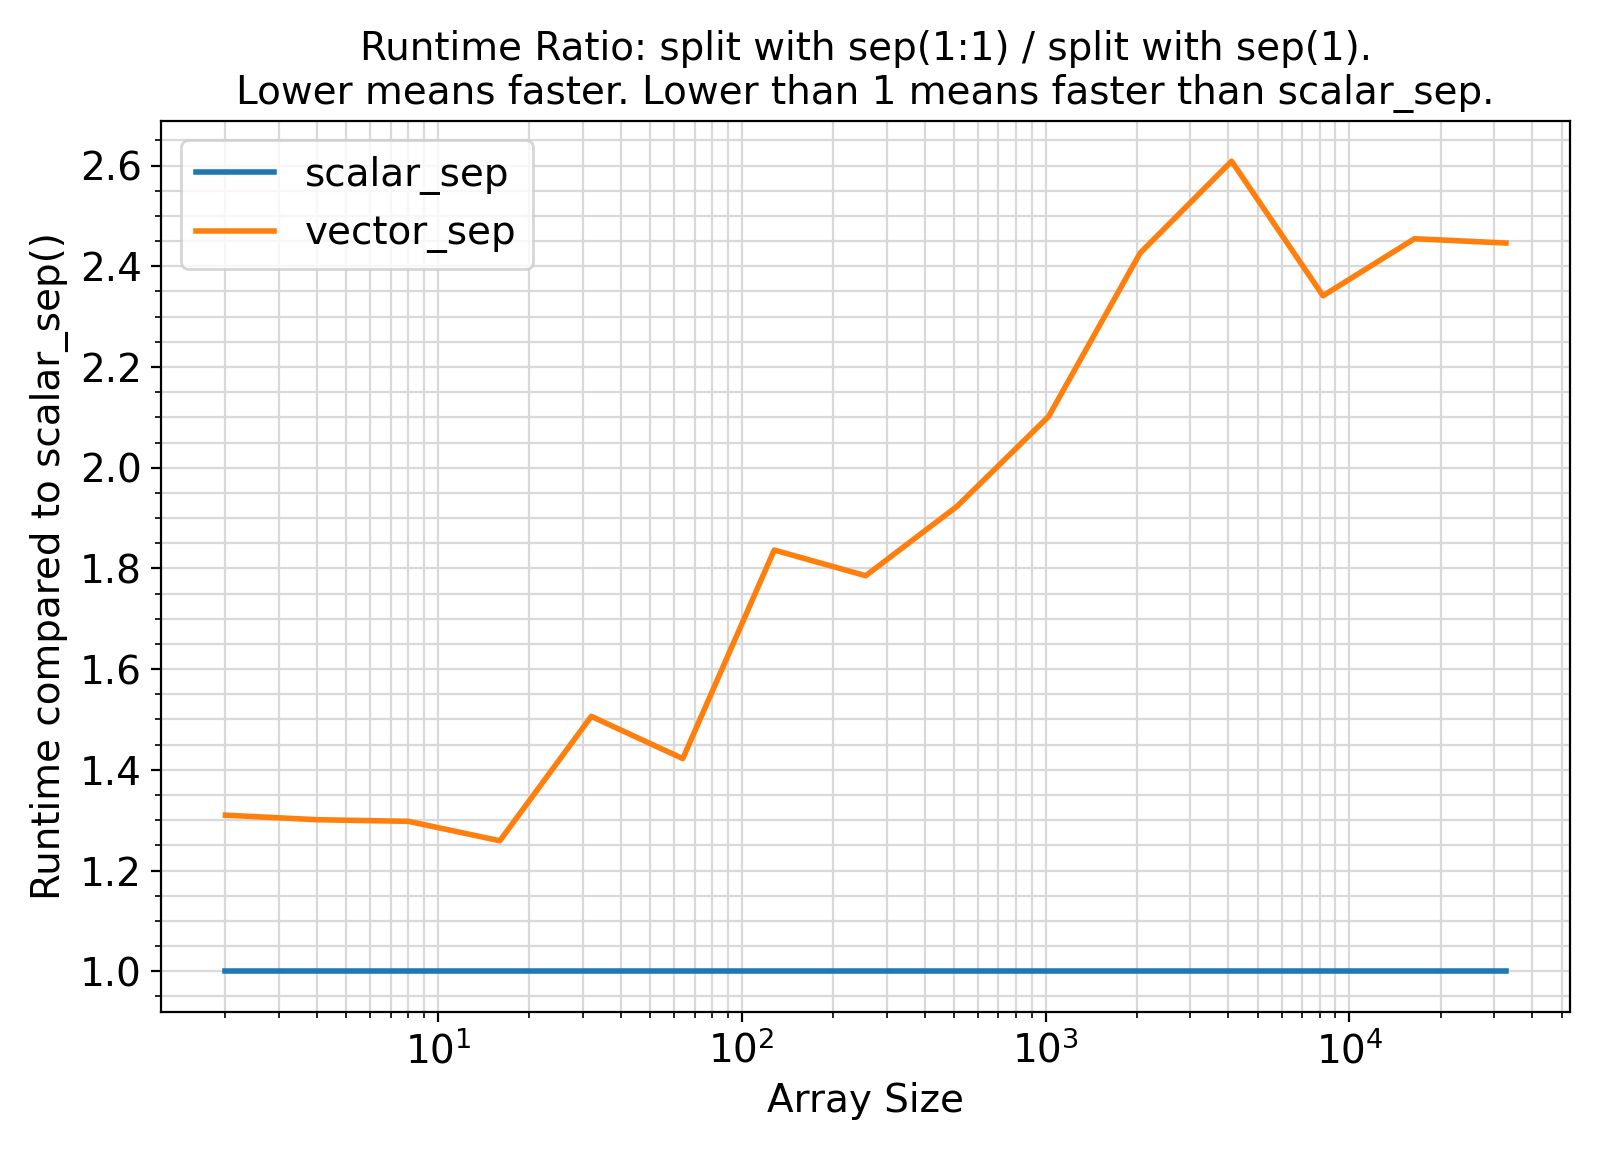 Runtime Ratio: split with sep(1:1) / split with sep(1).
Lower means faster. Lower than 1 means faster than scalar_sep.
scalar_sep
vector_sep
Runtime compared to scalar_sep()
2.6
2.4
2.2
2.0
1.8
1.6
1.4
1.2
1.0
10¹
10²
10³
10⁴
Array Size